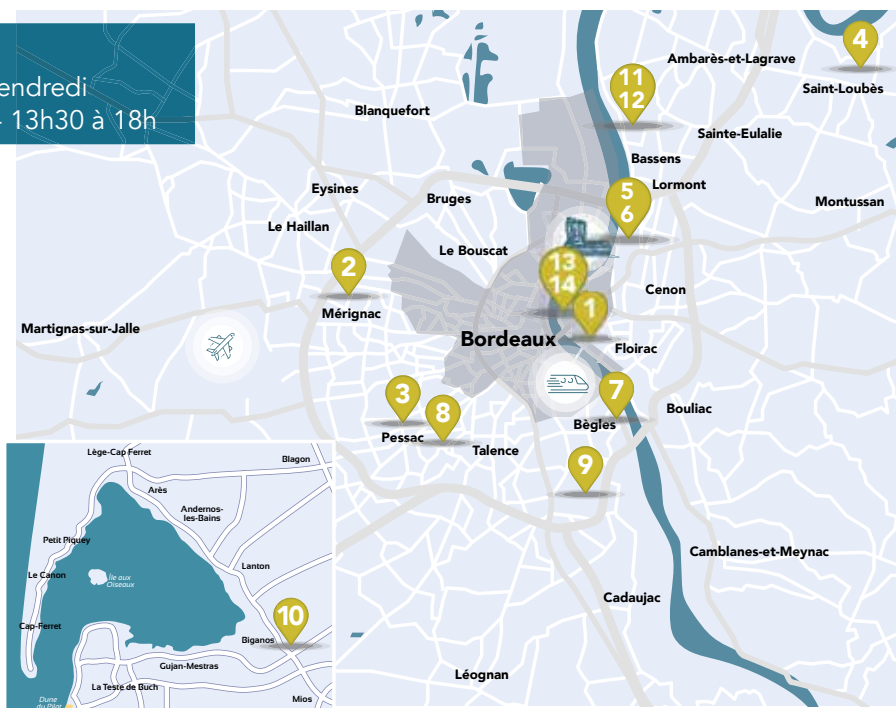 endredi
13h30 à 18h
4
Ambarès-et-Lagrave
Saint-Loubès
11
12
Blanquefort
Sainte-Eulalie
Bassens
5
6
Lormont
Eysines
Bruges
Montussan
Le Haillan
Le Bouscat
2
13
14
Cenon
1
Mérignac
Martignas-sur-Jalle
Bordeaux
Floirac
3
8
7
Bouliac
Bègles
Pessac
Talence
9
Lège-Cap Ferret
Blagon
Arès
Andernos-
les-Bains
Petit Piquey
Lanton
Le Canon
Île aux
Oiseaux
Camblanes-et-Meynac
10
Cadaujac
Cap-Ferret
Biganos
Gujan-Mestras
Léognan
La Teste de Buch
Mios
Dune
du Pilat